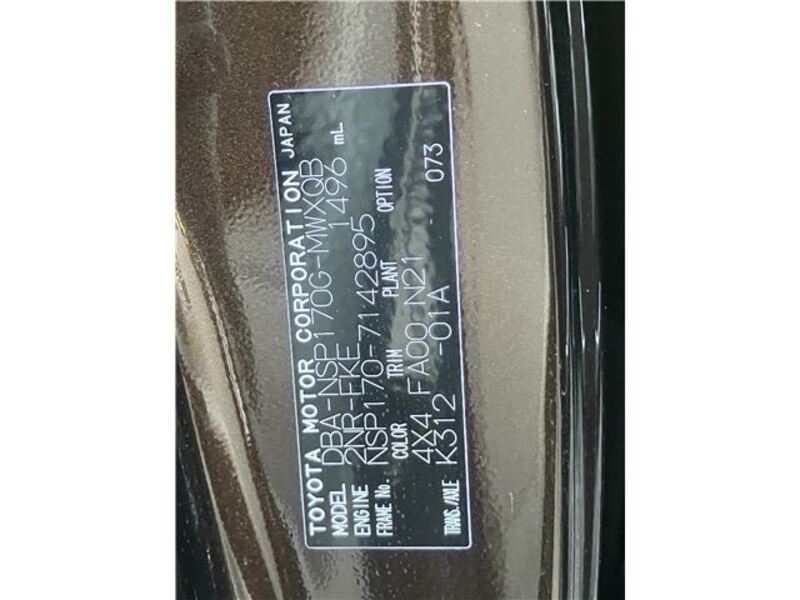 TOYOTA MOTOR CORPORATION JAPAN
MODEL DBA-NSP170G-MWXQB
ENGINE 2NR-FKE 1496 mL
FRAME No. NSP170-7142895
COLOR TRIM PLANT OPTION
4X4 FA00 N21 073
TRANS./AXLE K312 -01A